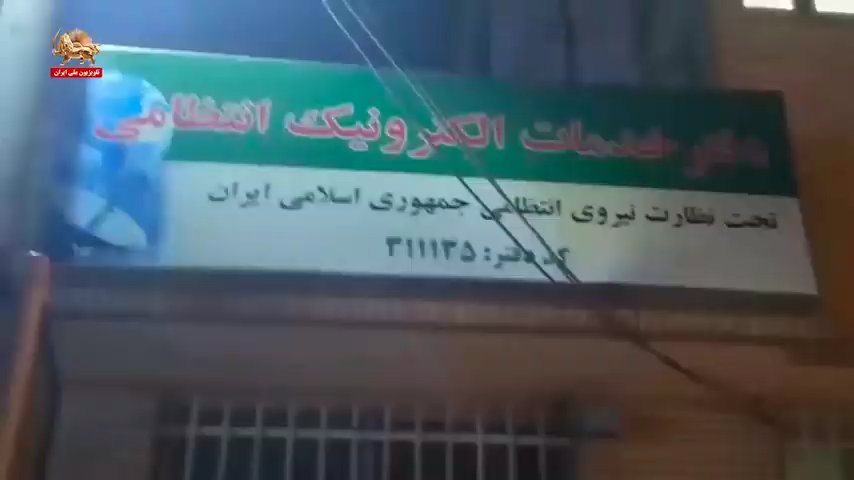 تلویزیون ملی ایران
دفتر خدمات الکترونیک انتظامی
تحت نظارت نیروی انتظامی جمهوری اسلامی ایران
کد دفتر: ۳۱۱۱۳۵